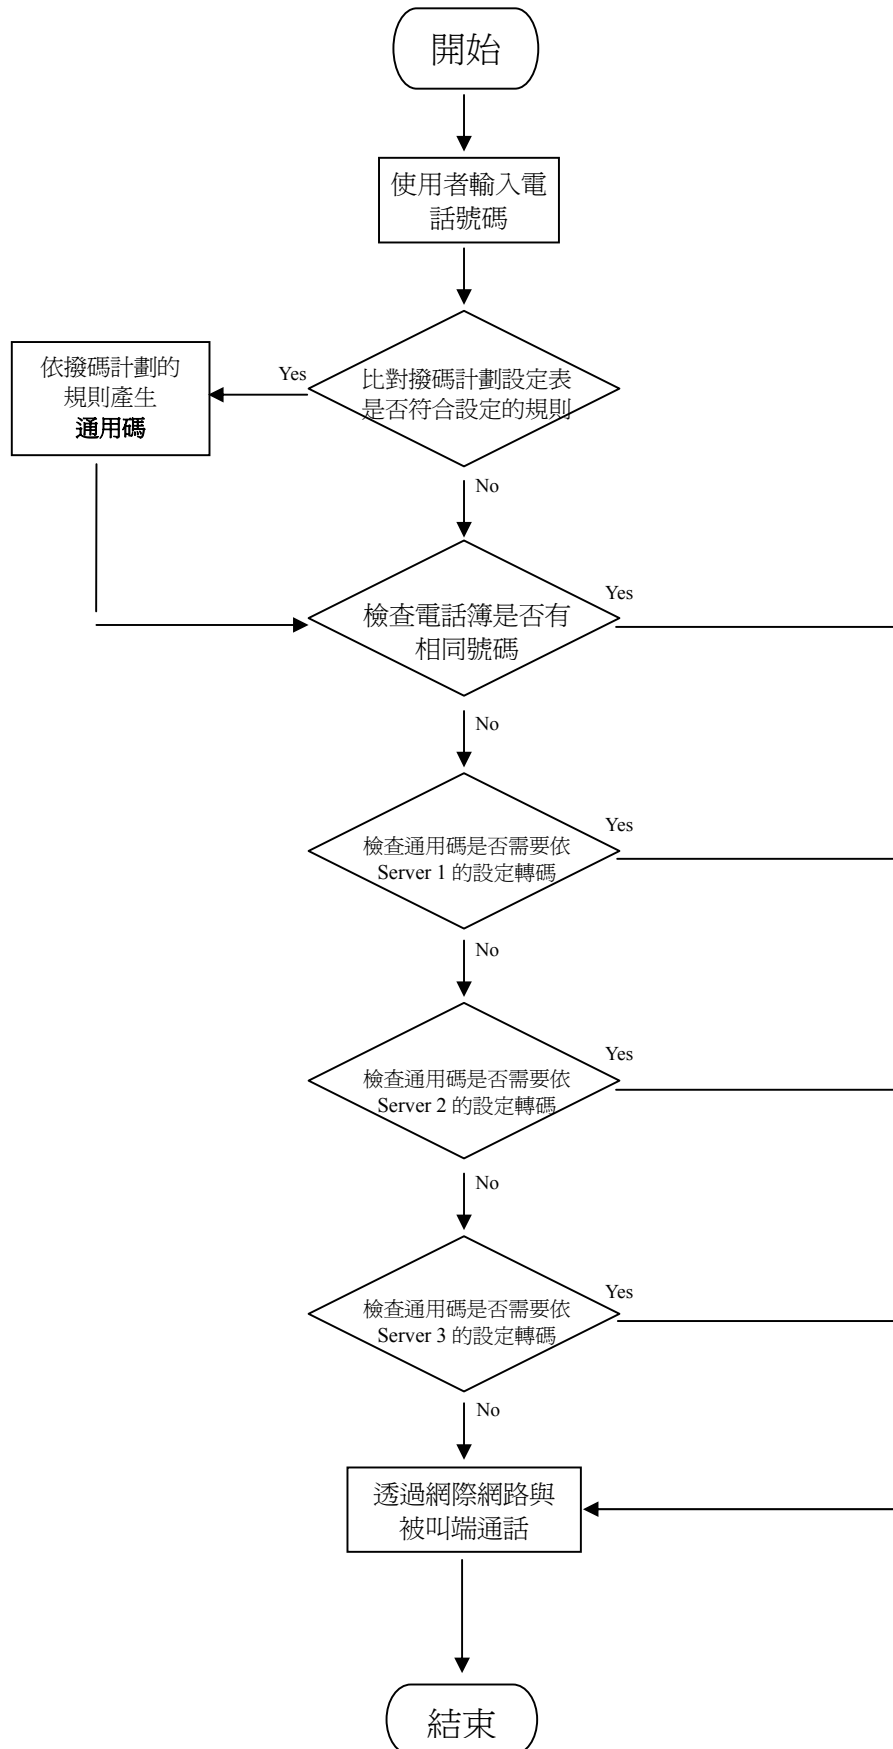 開始
使用者輸入電
話號碼
依撥碼計劃的
規則產生
通用碼
Yes
比對撥碼計劃設定表
是否符合設定的規則
No
檢查電話簿是否有
相同號碼
Yes
No
檢查通用碼是否需要依
Server 1 的設定轉碼
Yes
No
檢查通用碼是否需要依
Server 2 的設定轉碼
Yes
No
檢查通用碼是否需要依
Server 3 的設定轉碼
Yes
No
透過網際網路與
被叫端通話
結束